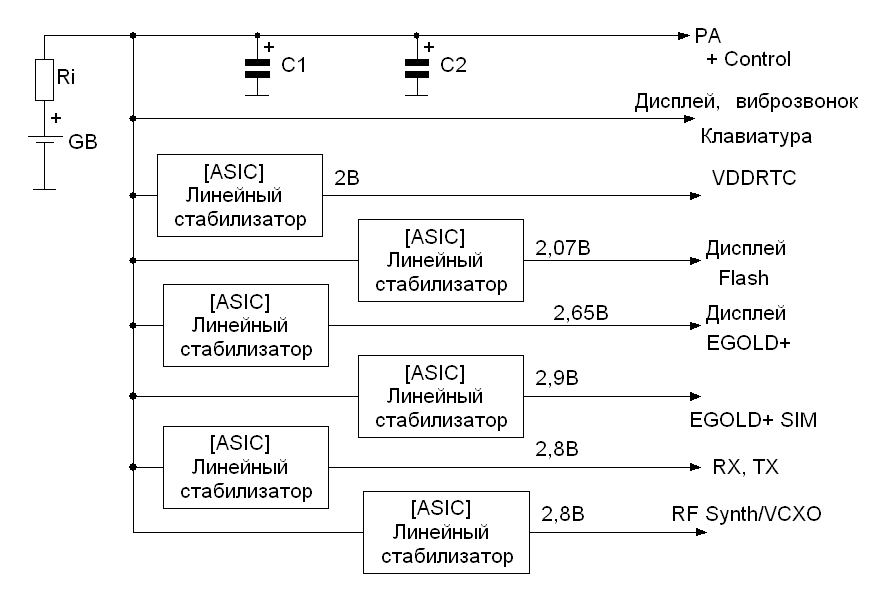 PA
+ Control
+
C1
+
C2
Ri
+
GB
Дисплей, виброзвонок
Клавиатура
[ASIC]
Линейный
стабилизатор
2В
VDDRTC
[ASIC]
Линейный
стабилизатор
2,07В
Дисплей
Flash
[ASIC]
Линейный
стабилизатор
2,65В
Дисплей
EGOLD+
[ASIC]
Линейный
стабилизатор
2,9В
EGOLD+ SIM
[ASIC]
Линейный
стабилизатор
2,8В
RX, TX
[ASIC]
Линейный
стабилизатор
2,8В
RF Synth/VCXO